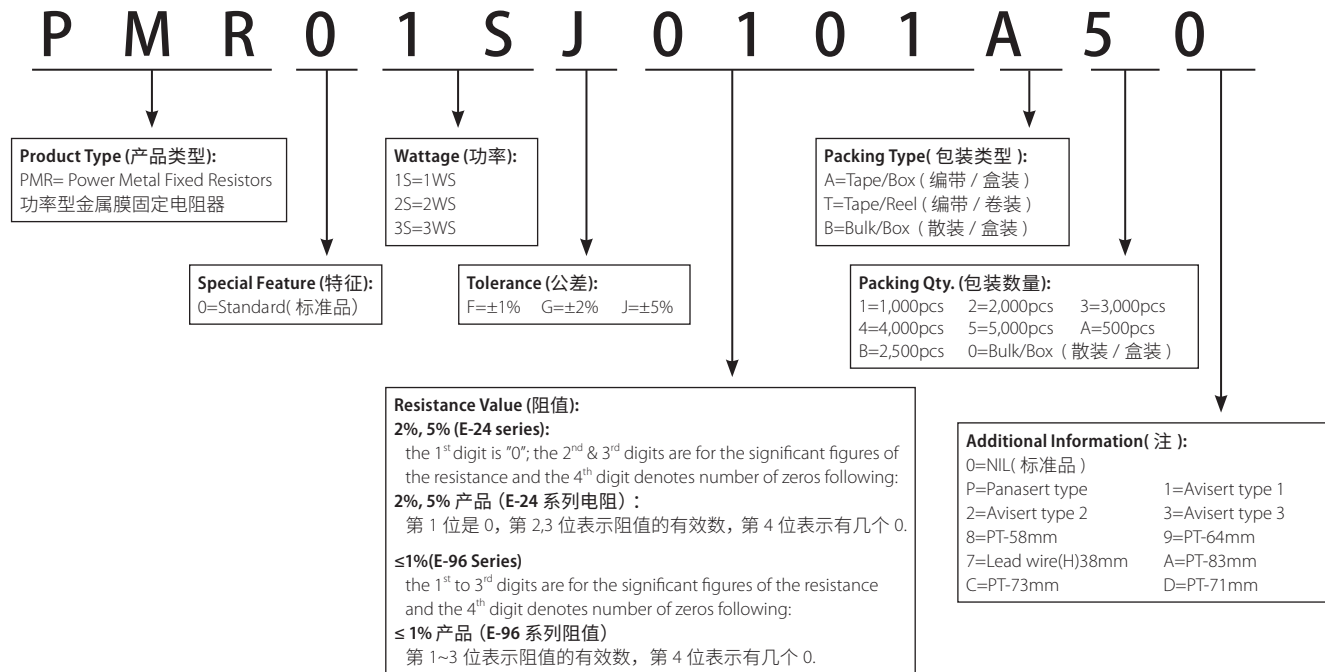 P M R 0 1 S J 0 1 0 1 A 5 0
Product Type (产品类型):
PMR= Power Metal Fixed Resistors
功率型金属膜固定电阻器
Wattage (功率):
1S=1WS
2S=2WS
3S=3WS
Packing Type( 包装类型 ):
A=Tape/Box ( 编带 / 盒装 )
T=Tape/Reel ( 编带 / 卷装 )
B=Bulk/Box ( 散装 / 盒装 )
Special Feature (特征):
0=Standard( 标准品)
Tolerance (公差):
F=±1% G=±2% J=±5%
Packing Qty. (包装数量):
1=1,000pcs 2=2,000pcs 3=3,000pcs
4=4,000pcs 5=5,000pcs A=500pcs
B=2,500pcs 0=Bulk/Box ( 散装 / 盒装 )
Resistance Value (阻值):
2%, 5% (E-24 series):
the 1st digit is "0"; the 2nd & 3rd digits are for the significant figures of
the resistance and the 4th digit denotes number of zeros following:
2%, 5% 产品 (E-24 系列电阻) :
第 1 位是 0, 第 2,3 位表示阻值的有效数, 第 4 位表示有几个 0.
≤1%(E-96 Series)
the 1st to 3rd digits are for the significant figures of the resistance
and the 4th digit denotes number of zeros following:
≤ 1% 产品 (E-96 系列阻值)
第 1~3 位表示阻值的有效数, 第 4 位表示有几个 0.
Additional Information( 注 ):
0=NIL( 标准品 )
P=Panasert type 1=Avisert type 1
2=Avisert type 2 3=Avisert type 3
8=PT-58mm 9=PT-64mm
7=Lead wire(H)38mm A=PT-83mm
C=PT-73mm D=PT-71mm